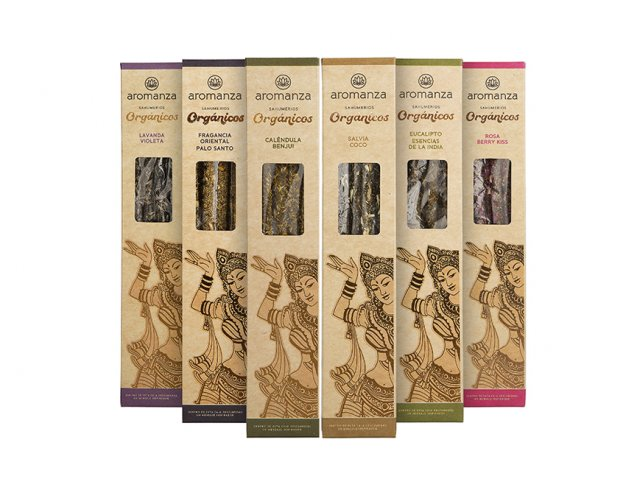 aromanza
SAHUMERIOS
Orgánicos
LAVANDA
VIOLETA
aromanza
SAHUMERIOS
Orgánicos
FRAGANCIA
ORIENTAL
PALO SANTO
aromanza
SAHUMERIOS
Orgánicos
CALÉNDULA
BENJUI
aromanza
SAHUMERIOS
Orgánicos
SALVIA
COCO
aromanza
SAHUMERIOS
Orgánicos
EUCALIPTO
ESENCIAS
DE LA INDIA
aromanza
SAHUMERIOS
Orgánicos
ROSA
BERRY KISS